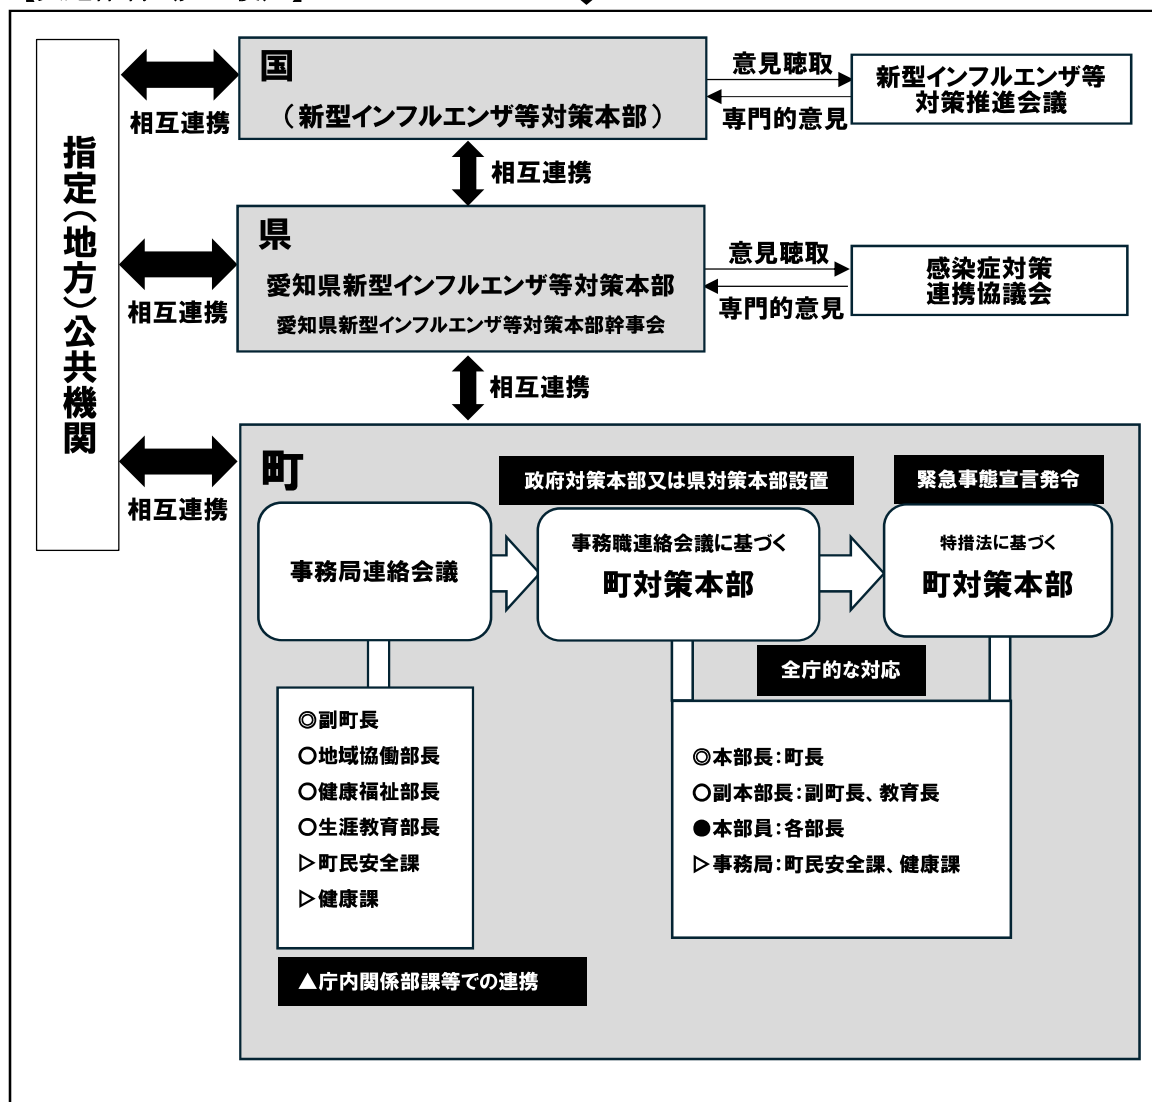 国
（新型インフルエンザ等対策本部）
意見聴取
専門的意見
新型インフルエンザ等
対策推進会議
相互連携
相互連携
指定（地方）公共機関
県
愛知県新型インフルエンザ等対策本部
愛知県新型インフルエンザ等対策本部幹事会
意見聴取
専門的意見
感染症対策
連携協議会
相互連携
相互連携
相互連携
町
政府対策本部又は県対策本部設置
緊急事態宣言発令
事務局連絡会議
事務職連絡会議に基づく
町対策本部
特措法に基づく
町対策本部
全庁的な対応
◎副町長
○地域協働部長
○健康福祉部長
○生涯教育部長
▷町民安全課
▷健康課
◎本部長：町長
○副本部長：副町長、教育長
●本部員：各部長
▷事務局：町民安全課、健康課
▲庁内関係部課等での連携